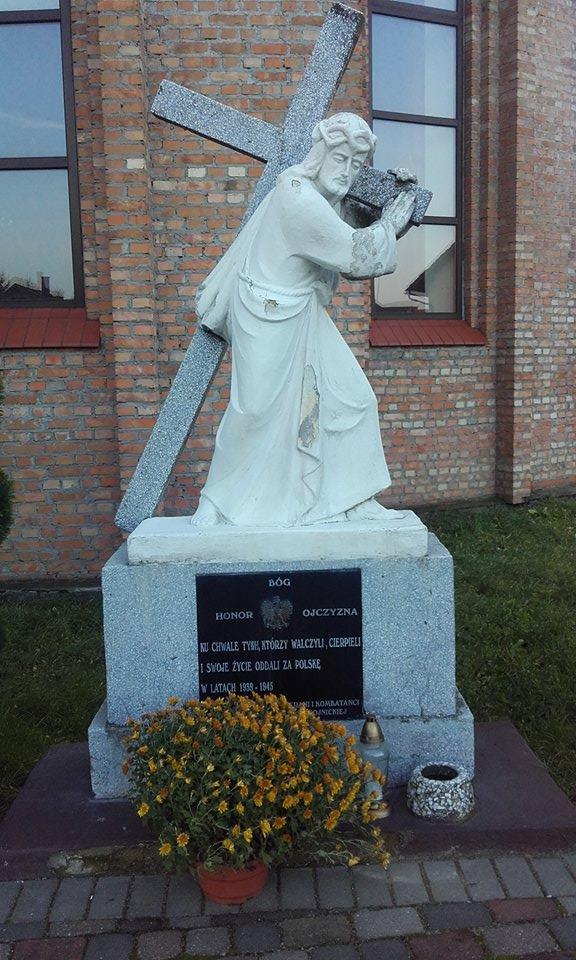 BÓG
HONOR OJCZYZNA
KU CHWALE TYCH, KTÓRZY WALCZYLI, CIERPIELI
I SWOJE ŻYCIE ODDALI ZA POLSKĘ
W LATACH 1939 - 1945
I KOMBATANCI